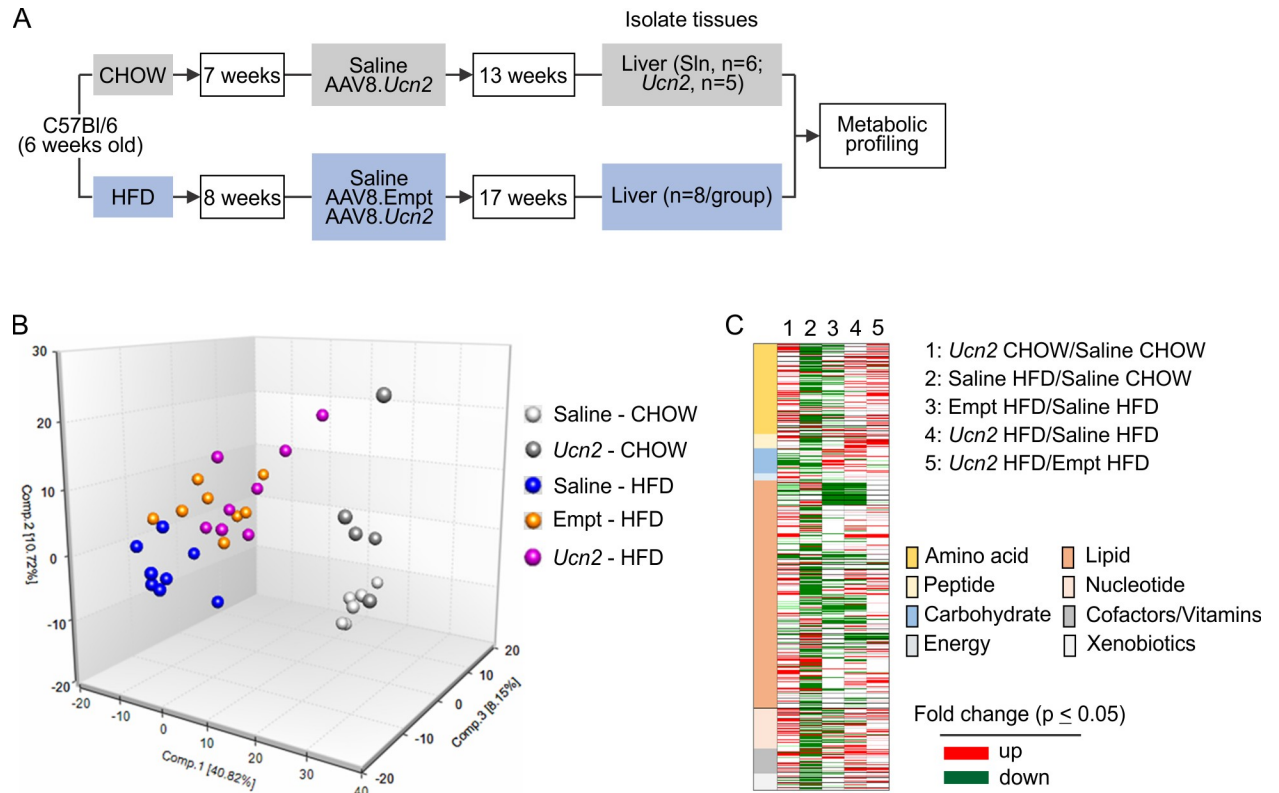 A
Isolate tissues
CHOW
7 weeks
Saline
AAV8.Ucn2
13 weeks
Liver (Sln, n=6;
Ucn2, n=5)
C57Bl/6
(6 weeks old)
Metabolic
profiling
HFD
8 weeks
Saline
AAV8.Empt
AAV8.Ucn2
17 weeks
Liver (n=8/group)
B
30
20
10
0
-10
-20
Comp.2 [10.72%]
-20
-10
0
10
20
30
40
Comp.1 [40.82%]
-20
-10
0
10
20
Comp.3 [8.15%]
Saline - CHOW
Ucn2 - CHOW
Saline - HFD
Empt - HFD
Ucn2 - HFD
C
1 2 3 4 5
1: Ucn2 CHOW/Saline CHOW
2: Saline HFD/Saline CHOW
3: Empt HFD/Saline HFD
4: Ucn2 HFD/Saline HFD
5: Ucn2 HFD/Empt HFD
Amino acid
Peptide
Carbohydrate
Energy
Lipid
Nucleotide
Cofactors/Vitamins
Xenobiotics
Fold change (p ≤ 0.05)
up
down